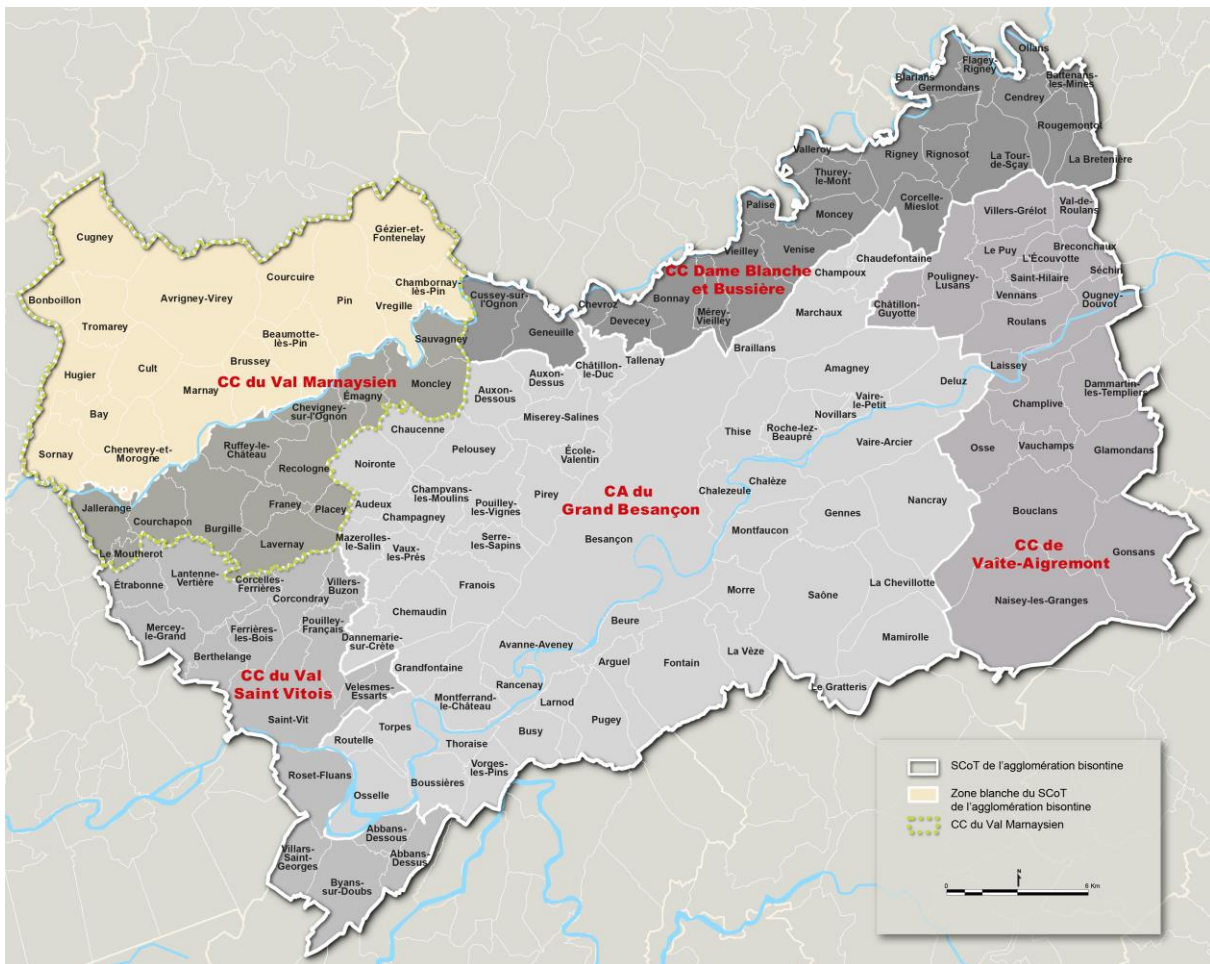 Ollans
Flagey-
Rigney
Blarians
Germondans
Battenans-
les-Mines
Cendrey
Rougemontot
Valleroy
Rigney
Rignosot
La Tour-
de-Sçay
La Bretenière
Thurey-
le-Mont
Palise
Moncey
Corcelle-
Mieslot
Villers-Grélot
Val-de-
Roulans
Cugney
Gézier-et-
Fontenelay
Vieilley
Venise
Chaudefontaine
Le Puy
Breconchaux
L'Écouvotte
CC Dame Blanche
et Bussière
Champoux
Pouligney-
Lusans
Saint-Hilaire
Séchin
Courcuire
Chambornay-
lès-Pin
Cussey-sur-
l'Ognon
Bonboillon
Avrigney-Virey
Pin
Vregille
Chevroz
Bonnay
Vennans
Ougney-
Douvot
Châtillon-
Guyotte
Marchaux
Roulans
Tromarey
Beaumotte-
lès-Pin
Sauvagney
Geneuille
Devecey
Mérey-
Vieilley
Braillans
Brussey
Cult
Hugier
Marnay
CC du Val Marnaysien
Moncley
Émagny
Auxon-
Dessus
Châtillon-
le-Duc
Tallenay
Amagney
Deluz
Laissey
Auxon-
Dessous
Dammartin-
les-Templiers
Bay
Chevigney-
sur-l'Ognon
Miserey-Salines
Vaire-
le-Petit
Novillars
Champlive
Chaucenne
Sornay
Chenevrey-et-
Morogne
Ruffey-le-
Château
Pelousey
École-
Valentin
Thise
Roche-lez-
Beaupré
Vaire-Arcier
Osse
Vauchamps
Glamondans
Recologne
Noironte
Jallerange
Franey
Placey
Audeux
Champvans-
les-Moulins
Pouilley-
les-Vignes
Pirey
CA du
Grand Besançon
Chalezeule
Chalèze
Nancray
Courchapon
Burgille
Champagney
Gennes
Bouclans
Le Moutherot
Lavernay
Mazerolles-
le-Salin
Vaux-
les-Prés
Serre-
les-Sapins
Besançon
Montfaucon
CC de
Vaîte-Aigremont
Gonsans
Étrabonne
Lantenne-
Vertière
Corcelles-
Ferrières
Villers-
Buzon
Franois
La Chevillotte
Corcondray
Morre
Saône
Naisey-les-Granges
Mercey-
le-Grand
Ferrières-
les-Bois
Pouilley-
Français
Chemaudin
Beure
Dannemarie-
sur-Crète
Avanne-Aveney
Mamirolle
Berthelange
La Vèze
CC du Val
Saint Vitois
Grandfontaine
Arguel
Fontain
Velesmes-
Essarts
Rancenay
Le Gratteris
Montferrand-
le-Château
Larnod
Saint-Vit
Torpes
Pugey
Routelle
Thoraise
Busy
Roset-Fluans
Boussières
Vorges-
les-Pins
Osselle
Abbans-
Dessous
Villars-
Saint-
Georges
Abbans-
Dessus
Byans-
sur-Doubs
SCoT de l'agglomération bisontine
Zone blanche du SCoT
de l'agglomération bisontine
CC du Val Marnaysien
N
0
6 Km